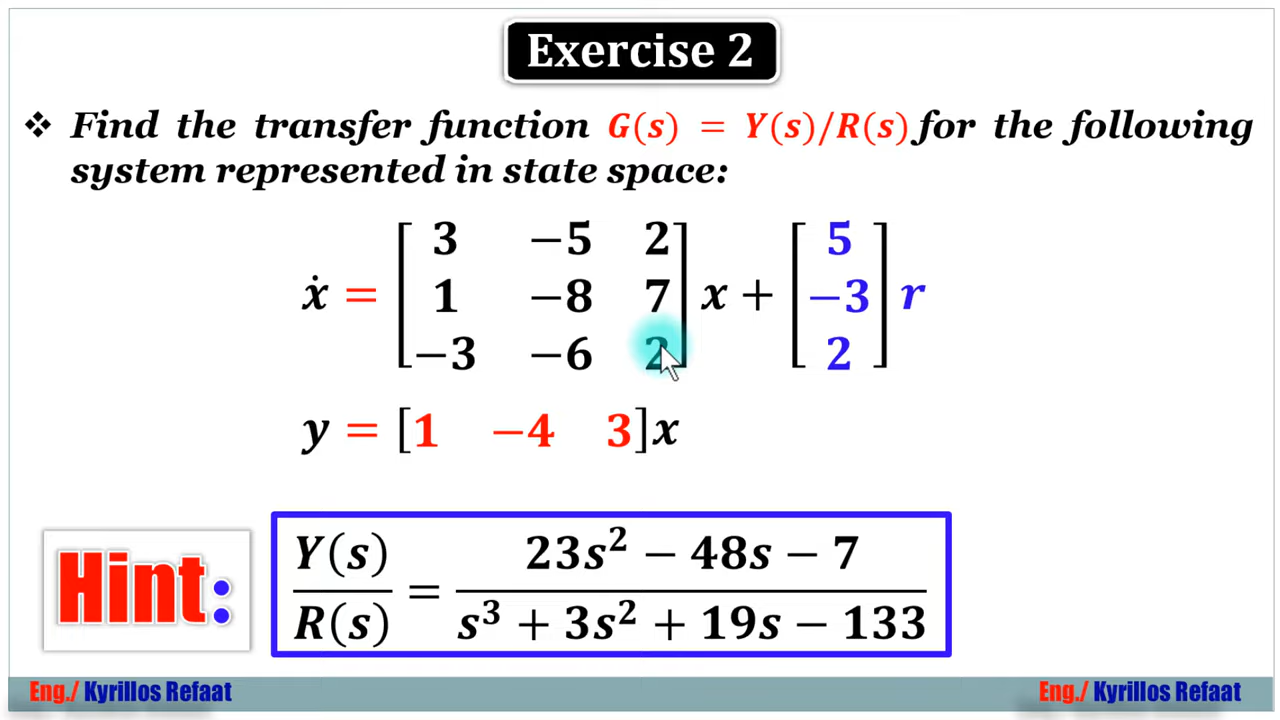 Exercise 2
❖ Find the transfer function G(s) = Y(s)/R(s) for the following
system represented in state space:
ẋ = [3 −5 2; 1 −8 7; −3 −6 2] x + [5; −3; 2] r
y = [1 −4 3]x
Hint:
Y(s)/R(s) = (23s² − 48s − 7)/(s³ + 3s² + 19s − 133)
Eng./ Kyrillos Refaat
Eng./ Kyrillos Refaat